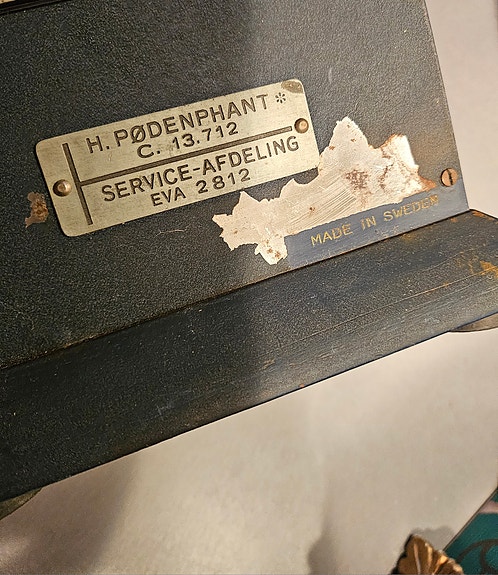 H. PØDENPHANT *
C. 13.712
SERVICE-AFDELING
EVA 2812
MADE IN SWEDEN